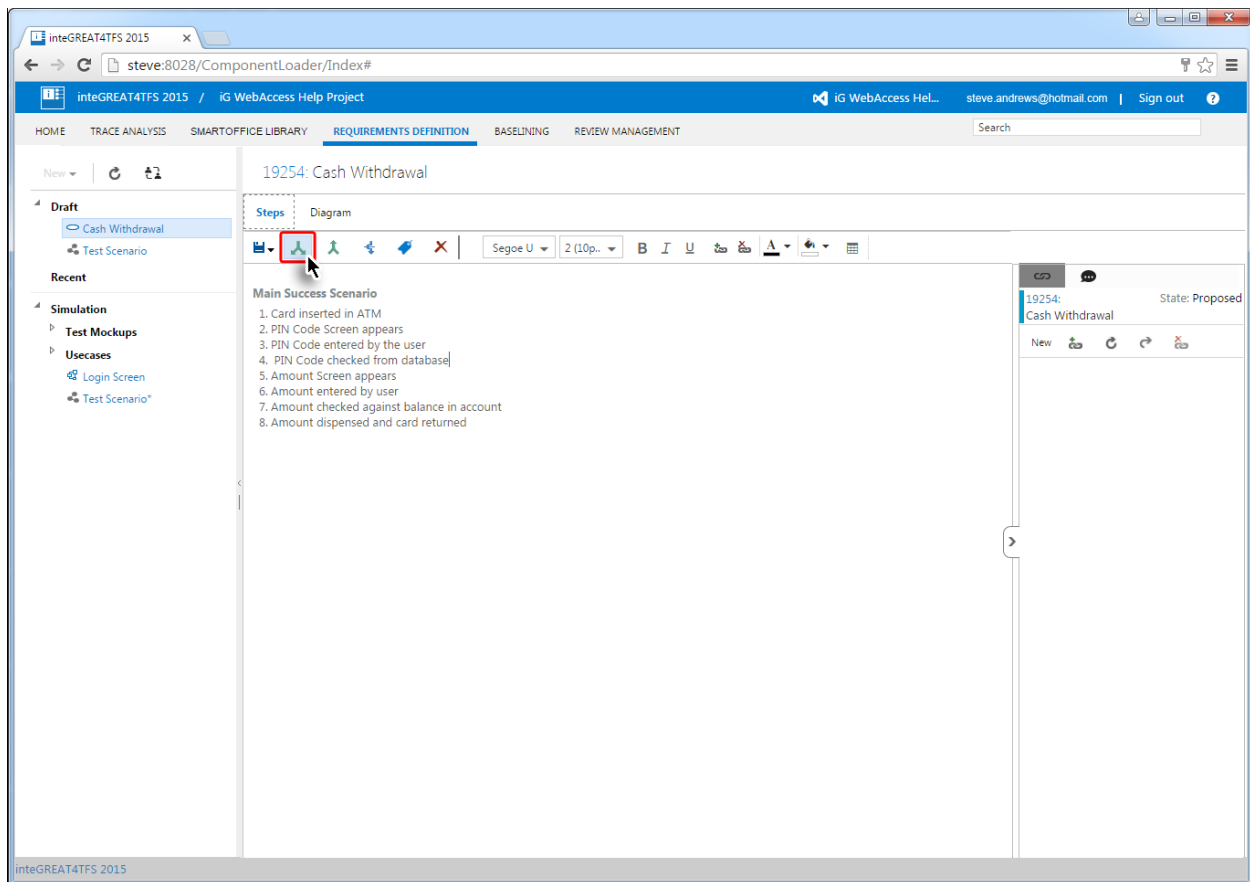 inteGREAT4TFS 2015
steve:8028/ComponentLoader/Index#
inteGREAT4TFS 2015 / iG WebAccess Help Project
iG WebAccess Hel... steve.andrews@hotmail.com | Sign out ?
HOME TRACE ANALYSIS SMARTOFFICE LIBRARY REQUIREMENTS DEFINITION BASELINING REVIEW MANAGEMENT
Search
New
19254: Cash Withdrawal
Draft
Cash Withdrawal
Test Scenario
Recent
Simulation
Test Mockups
Usecases
Login Screen
Test Scenario*
Steps Diagram
Segoe U 2 (10p.. B I U A
Main Success Scenario
1. Card inserted in ATM
2. PIN Code Screen appears
3. PIN Code entered by the user
4. PIN Code checked from database
5. Amount Screen appears
6. Amount entered by user
7. Amount checked against balance in account
8. Amount dispensed and card returned
19254: State: Proposed
Cash Withdrawal
New
inteGREAT4TFS 2015